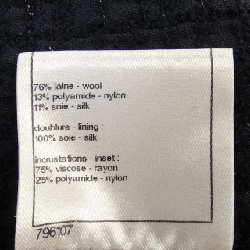 76% laine - wool
13% polyamide - nylon
11% soie - silk
doublure - lining :
100% soie - silk
incrustations - inset :
75% viscose - rayon
25% polyamide - nylon
796107